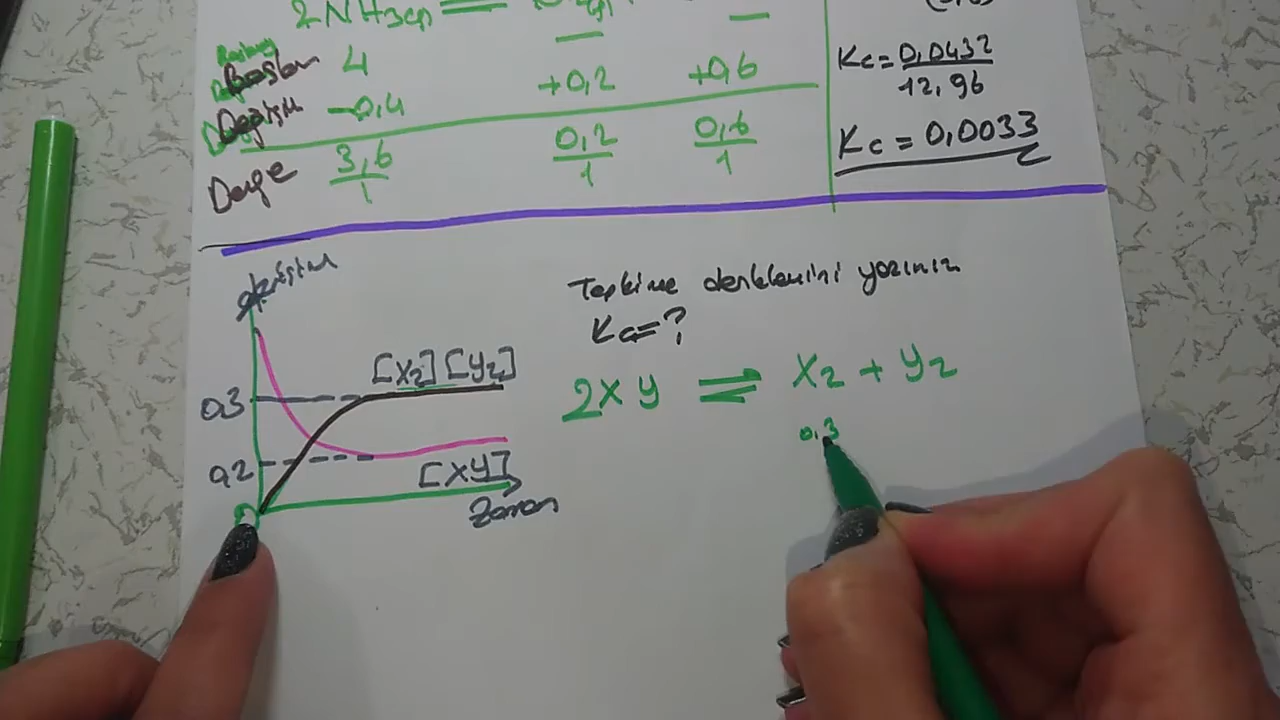 2NH3(g) ⇌
Başlan 4 +0,2 +0,6
Değişim -0,4
Denge 3,6/1 0,2/1 0,6/1
Kc = 0,0432/12,96
Kc = 0,0033
derişim
Tepkime denklemini yazınız
Kc=?
[X2] [Y2]
2XY ⇌ X2 + Y2
0,3
0,3
0,2
[XY]
Zaman
0